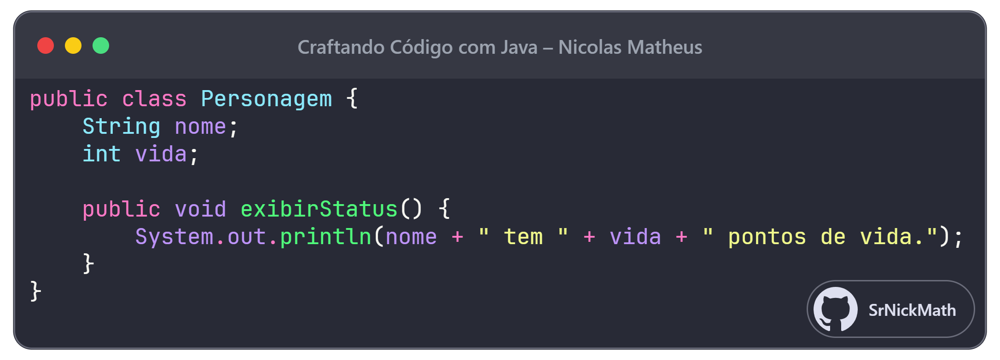 Craftando Código com Java – Nicolas Matheus
public class Personagem {
    String nome;
    int vida;

    public void exibirStatus() {
        System.out.println(nome + " tem " + vida + " pontos de vida.");
    }
}
SrNickMath